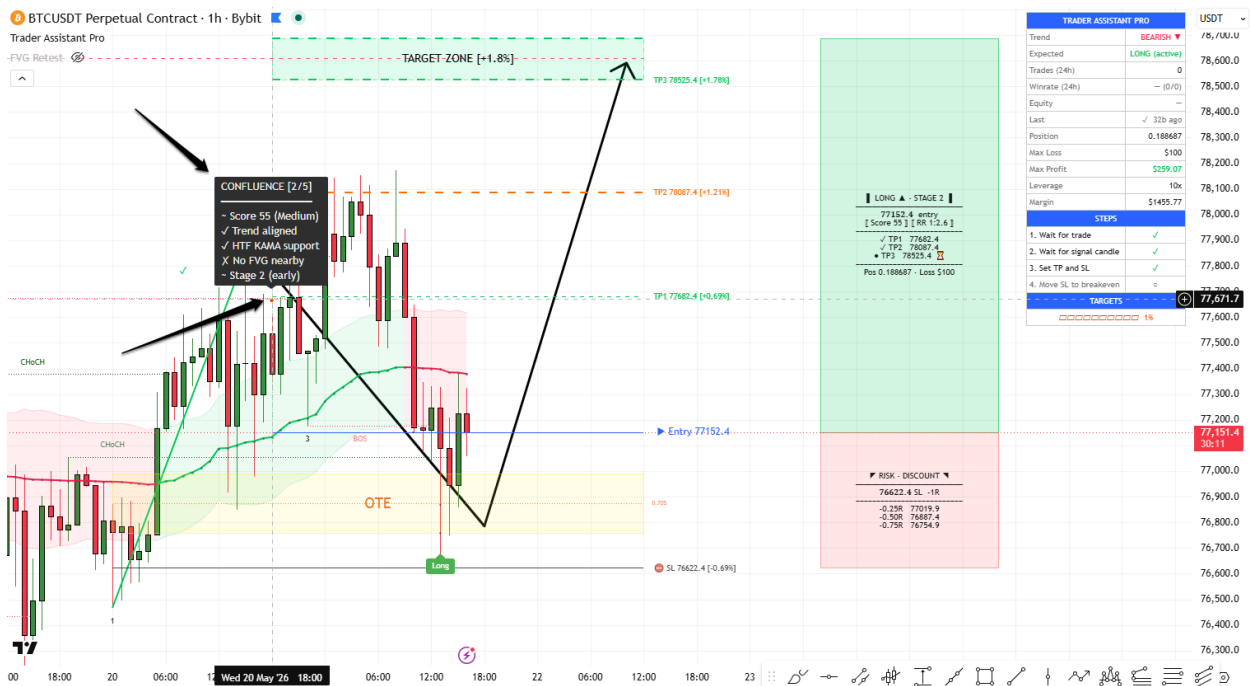 BTCUSDT Perpetual Contract · 1h · Bybit
Trader Assistant Pro
FVG Retest
TARGET ZONE [+1.8%]
TP3 78525.4 [+1.78%]
CONFLUENCE [2/5]
~ Score 55 (Medium)
✓ Trend aligned
✓ HTF KAMA support
✗ No FVG nearby
~ Stage 2 (early)
TP2 78087.4 [+1.21%]
TP1 77682.4 [+0.69%]
CHoCH
CHoCH
3
BOS
Entry 77152.4
OTE
0.705
Long
SL 76622.4 [-0.69%]
1
LONG ▲ - STAGE 2
77152.4 entry
[ Score 55 ] [ RR 1:2.6 ]
✓ TP1 77682.4
✓ TP2 78087.4
● TP3 78525.4 ⏳
Pos 0.188687 - Loss $100
RISK - DISCOUNT
76622.4 SL -1R
-0.25R 77019.9
-0.50R 76887.4
-0.75R 76754.9
TRADER ASSISTANT PRO
Trend BEARISH ▼
Expected LONG (active)
Trades (24h) 0
Winrate (24h) — (0/0)
Equity —
Last ✓ 32b ago
Position 0.188687
Max Loss $100
Max Profit $259.07
Leverage 10x
Margin $1455.77
STEPS
1. Wait for trade ✓
2. Wait for signal candle ✓
3. Set TP and SL ✓
4. Move SL to breakeven ○
TARGETS
1%
USDT
78,700.0
78,600.0
78,500.0
78,400.0
78,300.0
78,200.0
78,100.0
78,000.0
77,900.0
77,800.0
77,671.7
77,600.0
77,500.0
77,400.0
77,300.0
77,200.0
77,151.4
30:11
77,000.0
76,900.0
76,800.0
76,700.0
76,600.0
76,500.0
76,400.0
76,300.0
00 18:00 20 06:00 Wed 20 May '26 18:00 06:00 12:00 18:00 22 06:00 12:00 18:00 23